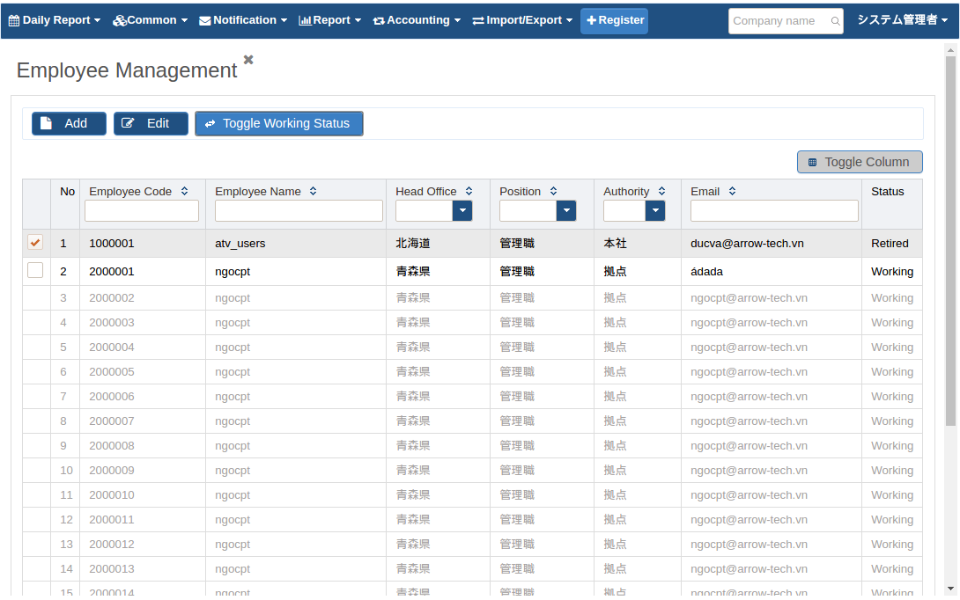 Daily Report Common Notification Report Accounting Import/Export Register Company name システム管理者
Employee Management
Add Edit Toggle Working Status
Toggle Column
No Employee Code Employee Name Head Office Position Authority Email Status
1 1000001 atv_users 北海道 管理職 本社 ducva@arrow-tech.vn Retired
2 2000001 ngocpt 青森県 管理職 拠点 ádada Working
3 2000002 ngocpt 青森県 管理職 拠点 ngocpt@arrow-tech.vn Working
4 2000003 ngocpt 青森県 管理職 拠点 ngocpt@arrow-tech.vn Working
5 2000004 ngocpt 青森県 管理職 拠点 ngocpt@arrow-tech.vn Working
6 2000005 ngocpt 青森県 管理職 拠点 ngocpt@arrow-tech.vn Working
7 2000006 ngocpt 青森県 管理職 拠点 ngocpt@arrow-tech.vn Working
8 2000007 ngocpt 青森県 管理職 拠点 ngocpt@arrow-tech.vn Working
9 2000008 ngocpt 青森県 管理職 拠点 ngocpt@arrow-tech.vn Working
10 2000009 ngocpt 青森県 管理職 拠点 ngocpt@arrow-tech.vn Working
11 2000010 ngocpt 青森県 管理職 拠点 ngocpt@arrow-tech.vn Working
12 2000011 ngocpt 青森県 管理職 拠点 ngocpt@arrow-tech.vn Working
13 2000012 ngocpt 青森県 管理職 拠点 ngocpt@arrow-tech.vn Working
14 2000013 ngocpt 青森県 管理職 拠点 ngocpt@arrow-tech.vn Working
15 2000014 ngocpt 青森県 管理職 拠点 ngocpt@arrow-tech.vn Working